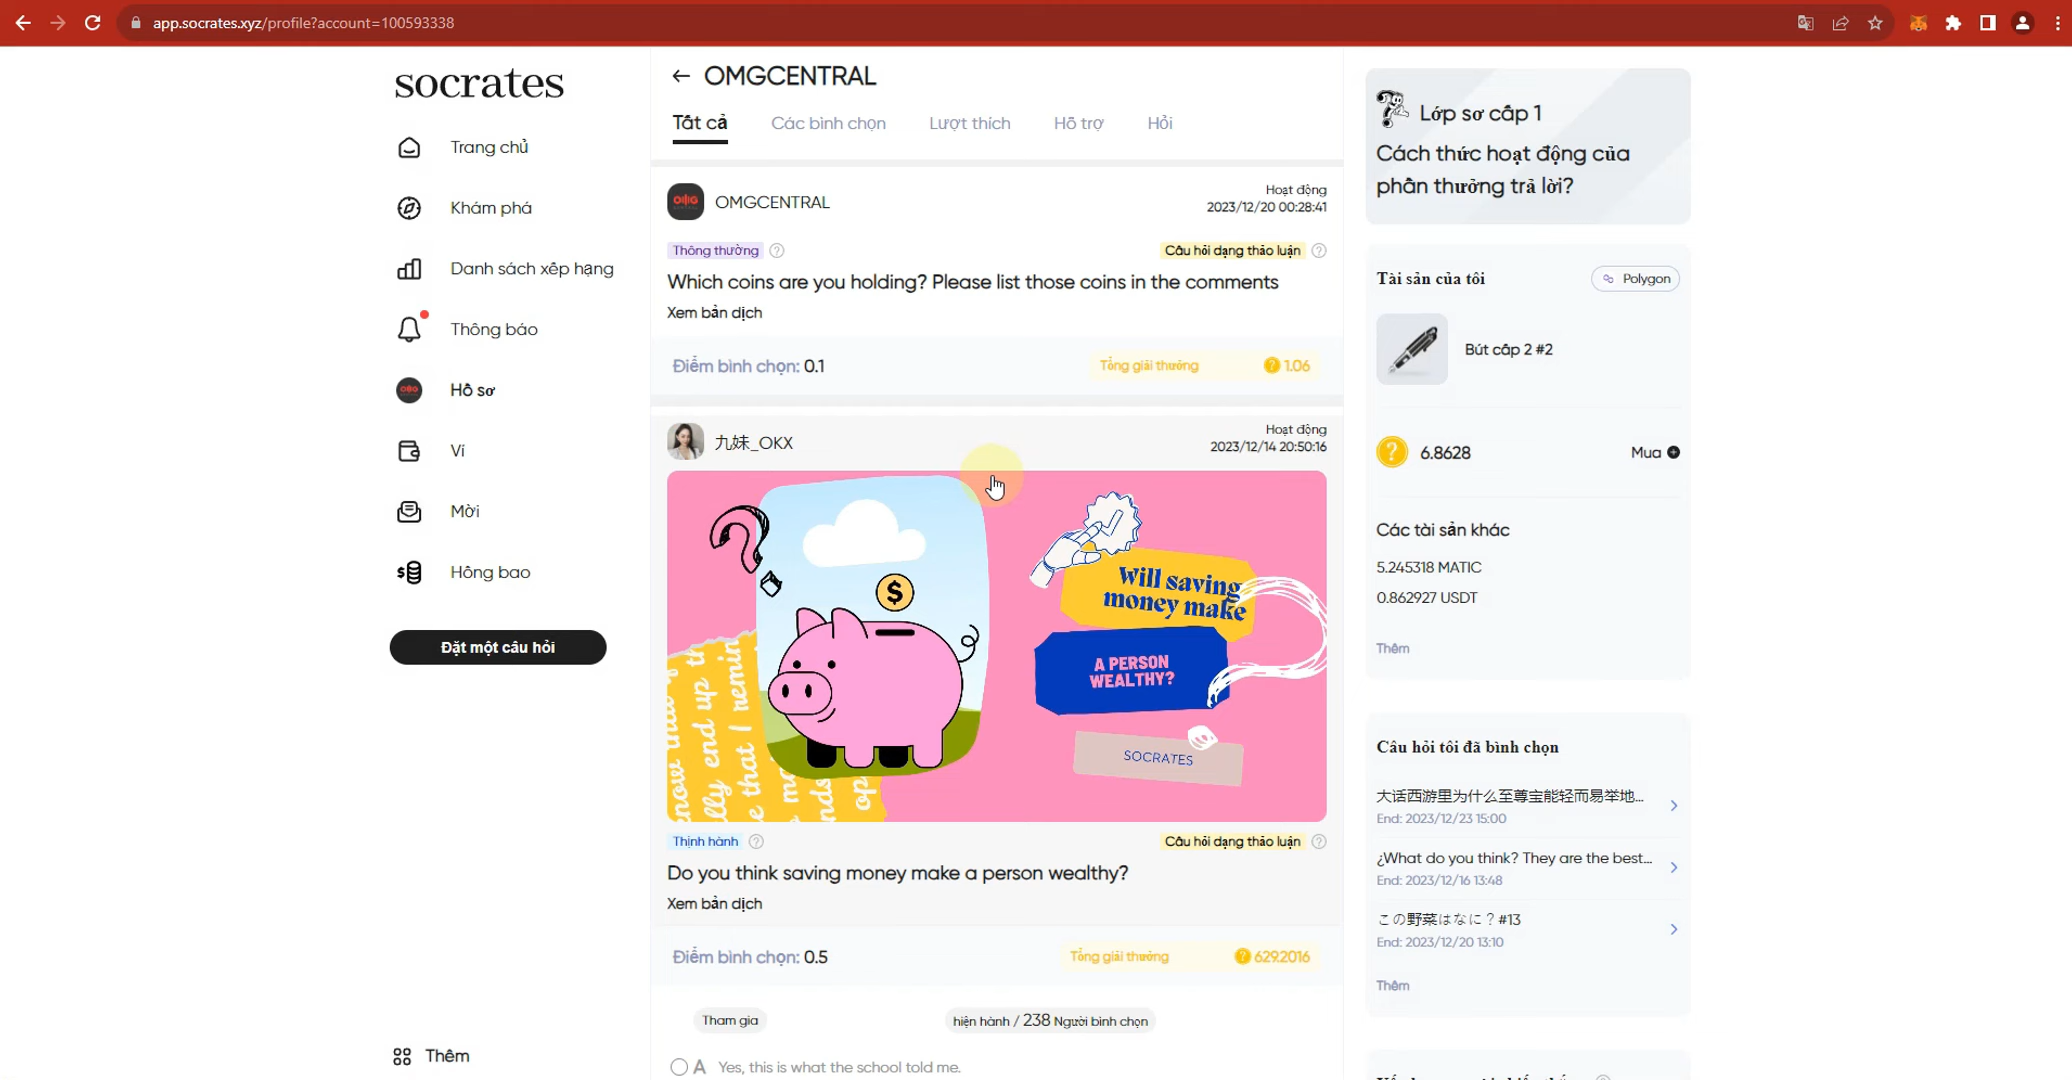 app.socrates.xyz/profile?account=100593338
socrates
Trang chủ
Khám phá
Danh sách xếp hạng
Thông báo
Hồ sơ
Ví
Mời
Hồng bao
Đặt một câu hỏi
Thêm
OMGCENTRAL
Tất cả
Các bình chọn
Lượt thích
Hỗ trợ
Hỏi
OMGCENTRAL
Hoạt động
2023/12/20 00:28:41
Thông thường
Câu hỏi dạng thảo luận
Which coins are you holding? Please list those coins in the comments
Xem bản dịch
Điểm bình chọn: 0.1
Tổng giải thưởng
1.06
九妹_OKX
Hoạt động
2023/12/14 20:50:16
Will saving
money make
A PERSON
WEALTHY?
SOCRATES
Thịnh hành
Câu hỏi dạng thảo luận
Do you think saving money make a person wealthy?
Xem bản dịch
Điểm bình chọn: 0.5
Tổng giải thưởng
629.2016
Tham gia
hiện hành / 238 Người bình chọn
A Yes, this is what the school told me.
Lớp sơ cấp 1
Cách thức hoạt động của
phần thưởng trả lời?
Tài sản của tôi
Polygon
Bút cấp 2 #2
6.8628
Mua
Các tài sản khác
5.245318 MATIC
0.862927 USDT
Thêm
Câu hỏi tôi đã bình chọn
大话西游里为什么至尊宝能轻而易举地...
End: 2023/12/23 15:00
¿What do you think? They are the best...
End: 2023/12/16 13:48
この野菜はなに？#13
End: 2023/12/20 13:10
Thêm